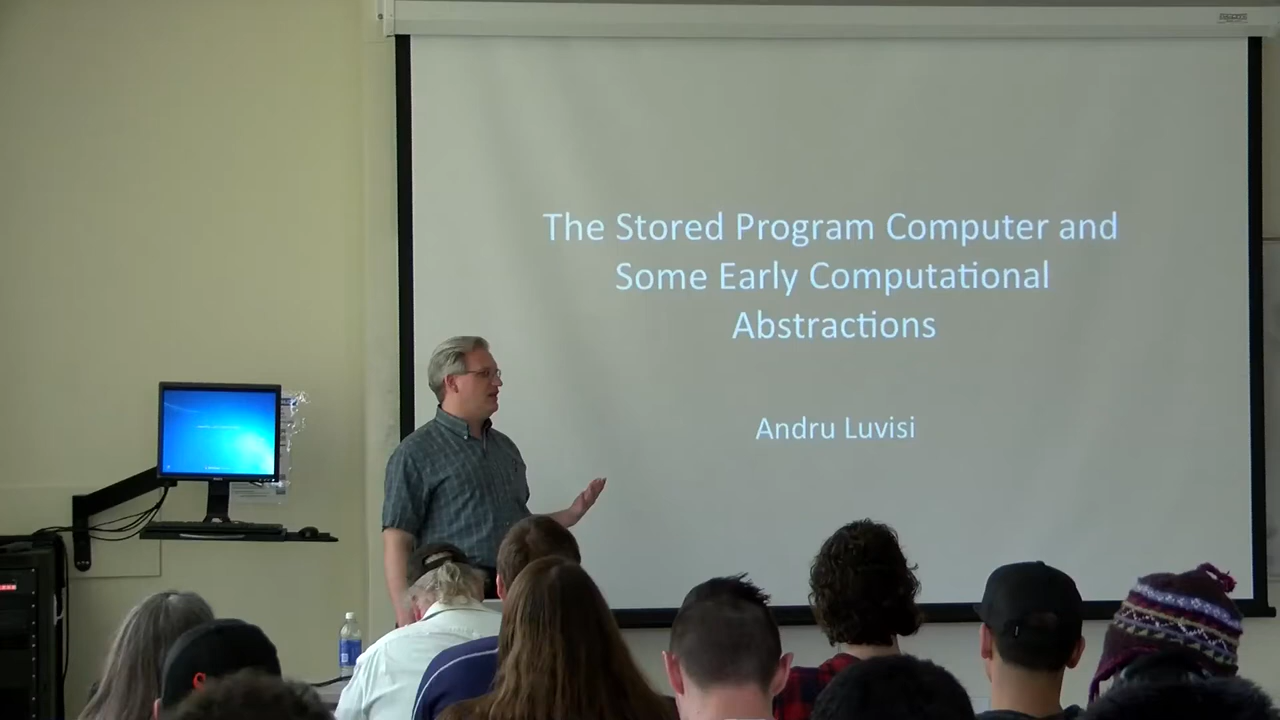 The Stored Program Computer and
Some Early Computational
Abstractions
Andru Luvisi